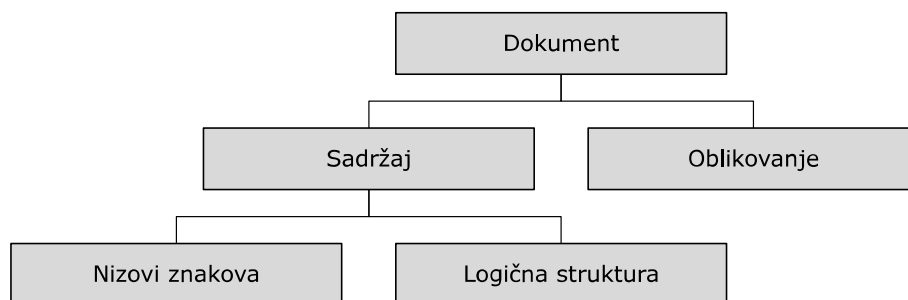 Dokument
Sadržaj
Oblikovanje
Nizovi znakova
Logična struktura